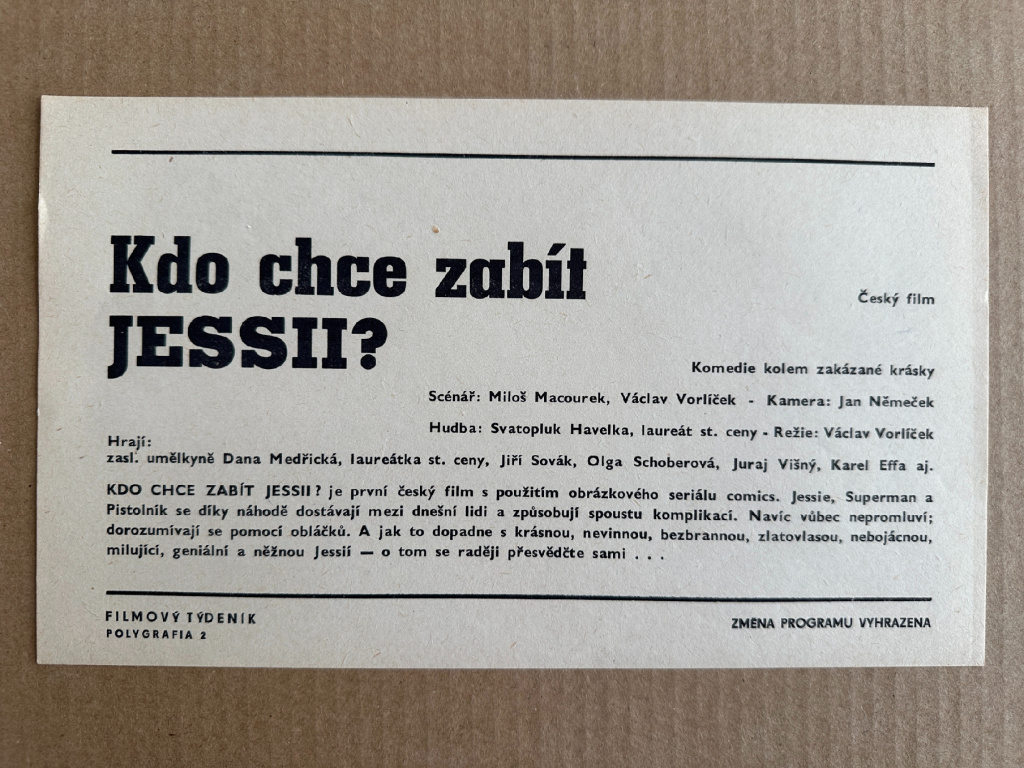 Kdo chce zabít
JESSII?
Český film
Komedie kolem zakázané krásky
Scénář: Miloš Macourek, Václav Vorlíček - Kamera: Jan Němeček
Hudba: Svatopluk Havelka, laureát st. ceny - Režie: Václav Vorlíček
Hrají:
zasl. umělkyně Dana Medřická, laureátka st. ceny, Jiří Sovák, Olga Schoberová, Juraj Višný, Karel Effa aj.
KDO CHCE ZABÍT JESSII? je první český film s použitím obrázkového seriálu comics. Jessie, Superman a
Pistolník se díky náhodě dostávají mezi dnešní lidi a způsobují spoustu komplikací. Navíc vůbec nepromluví;
dorozumívají se pomocí obláčků. A jak to dopadne s krásnou, nevinnou, bezbrannou, zlatovlasou, nebojácnou,
milující, geniální a něžnou Jessií — o tom se raději přesvědčte sami . . .
FILMOVÝ TÝDENÍK
POLYGRAFIA 2
ZMĚNA PROGRAMU VYHRAZENA